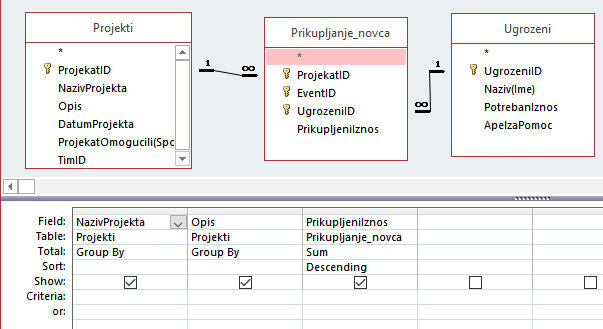 Projekti
*
ProjekatID
NazivProjekta
Opis
DatumProjekta
ProjekatOmogucili(Spo
TimID
1
∞
Prikupljanje_novca
*
ProjekatID
EventID
UgrozeniID
PrikupljeniIznos
1
∞
Ugrozeni
*
UgrozeniID
Naziv(Ime)
PotrebanIznos
ApelzaPomoc
Field: NazivProjekta Opis PrikupljeniIznos
Table: Projekti Projekti Prikupljanje_novca
Total: Group By Group By Sum
Sort: Descending
Show:
Criteria:
or: